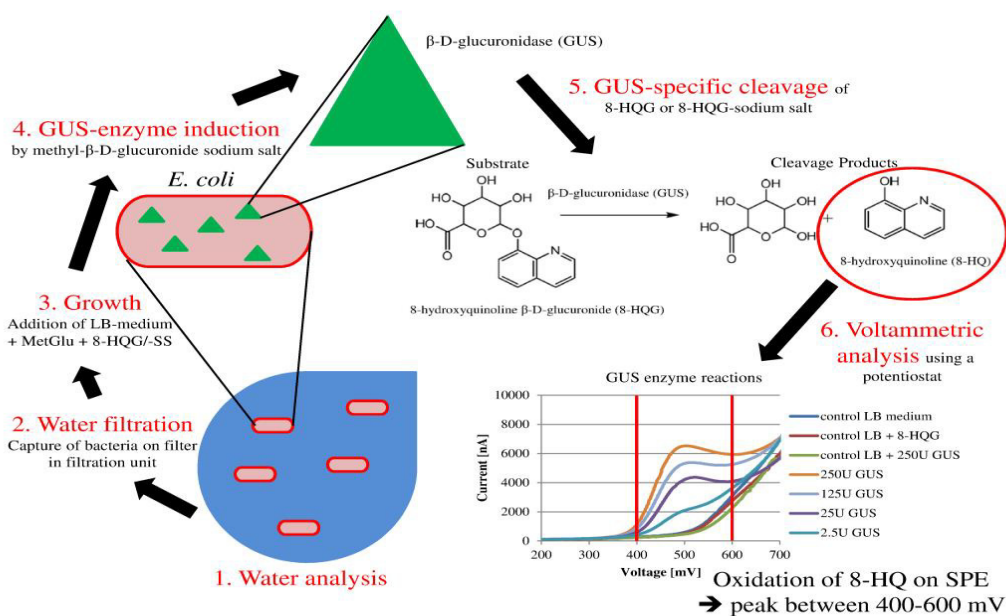 β-D-glucuronidase (GUS)
5. GUS-specific cleavage of
8-HQG or 8-HQG-sodium salt
4. GUS-enzyme induction
by methyl-β-D-glucuronide sodium salt
E. coli
Substrate
OH
HO
OH
HO
O
O
O
OH
N
β-D-glucuronidase (GUS)
8-hydroxyquinoline β-D-glucuronide (8-HQG)
Cleavage Products
OH
HO
OH
HO
O
OH
O
+
OH
N
8-hydroxyquinoline (8-HQ)
3. Growth
Addition of LB-medium
+ MetGlu + 8-HQG/-SS
2. Water filtration
Capture of bacteria on filter
in filtration unit
1. Water analysis
6. Voltammetric
analysis using a
potentiostat
GUS enzyme reactions
Current [nA]
10000
8000
6000
4000
2000
0
200
300
400
500
600
700
Voltage [mV]
control LB medium
control LB + 8-HQG
control LB + 250U GUS
250U GUS
125U GUS
25U GUS
2.5U GUS
Oxidation of 8-HQ on SPE
➔ peak between 400-600 mV